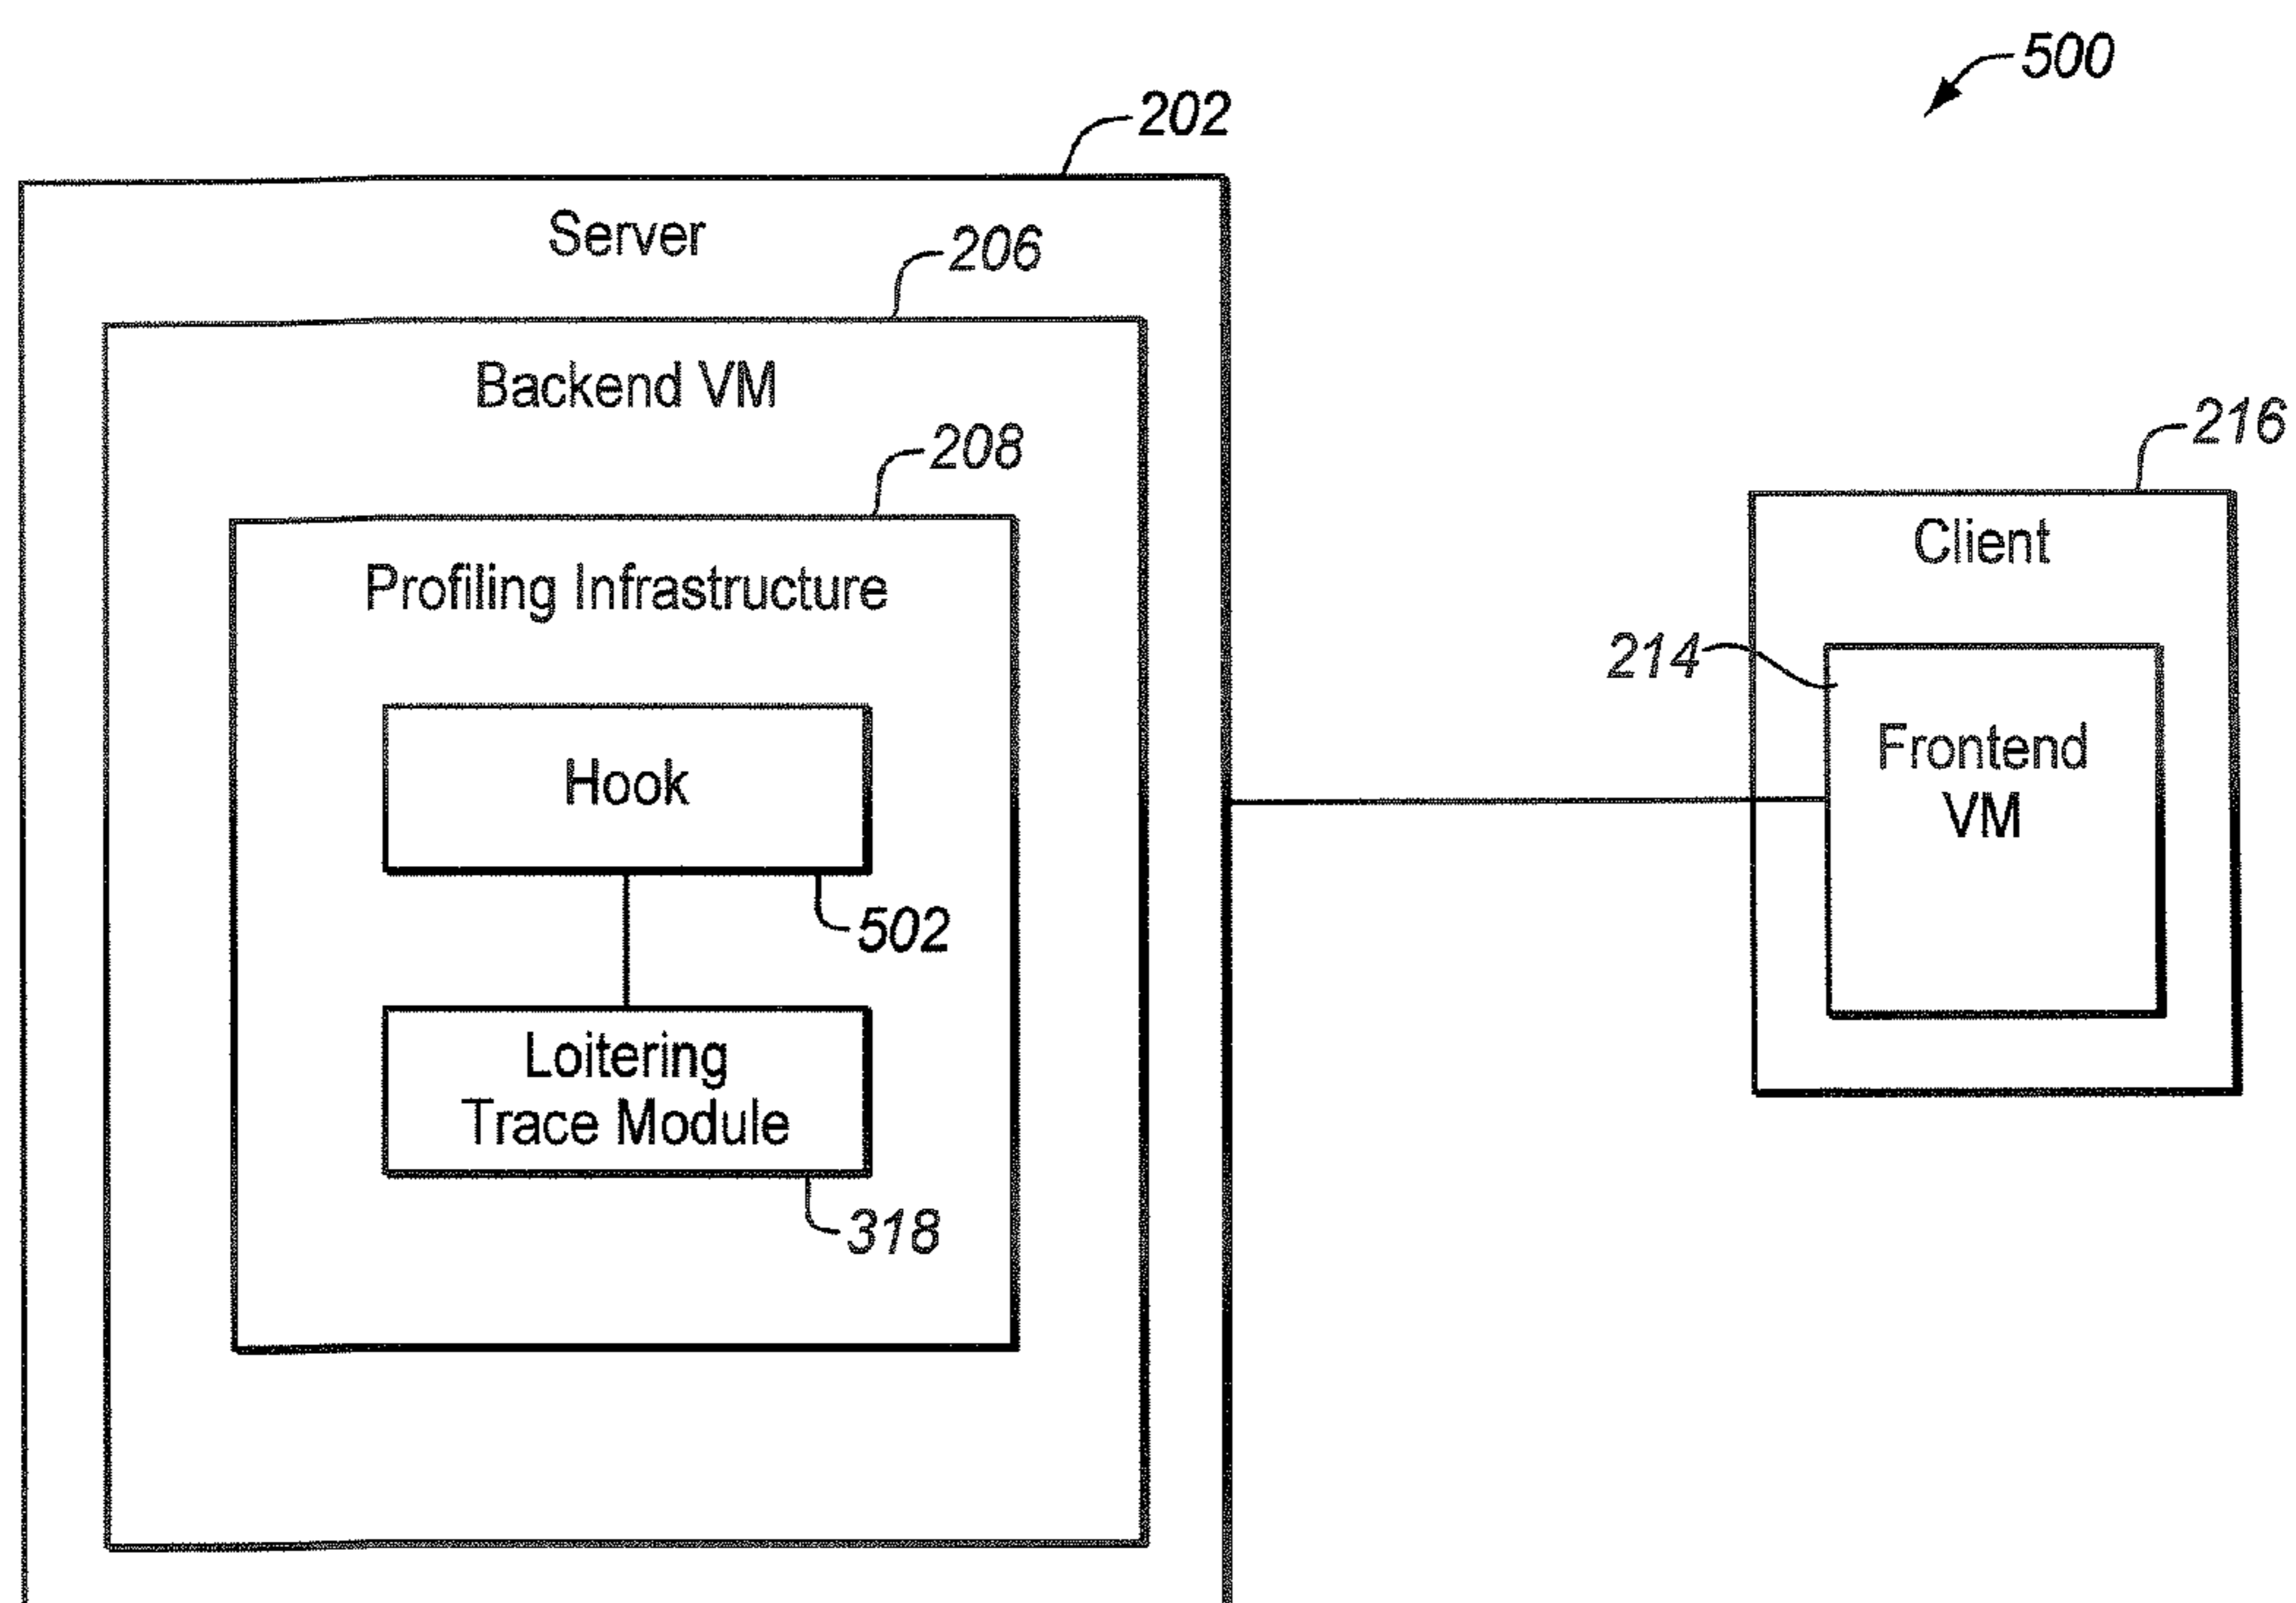 500
202
Server
206
Backend VM
208
216
Profiling Infrastructure
Client
214
Hook
Frontend
VM
502
Loitering
Trace Module
318